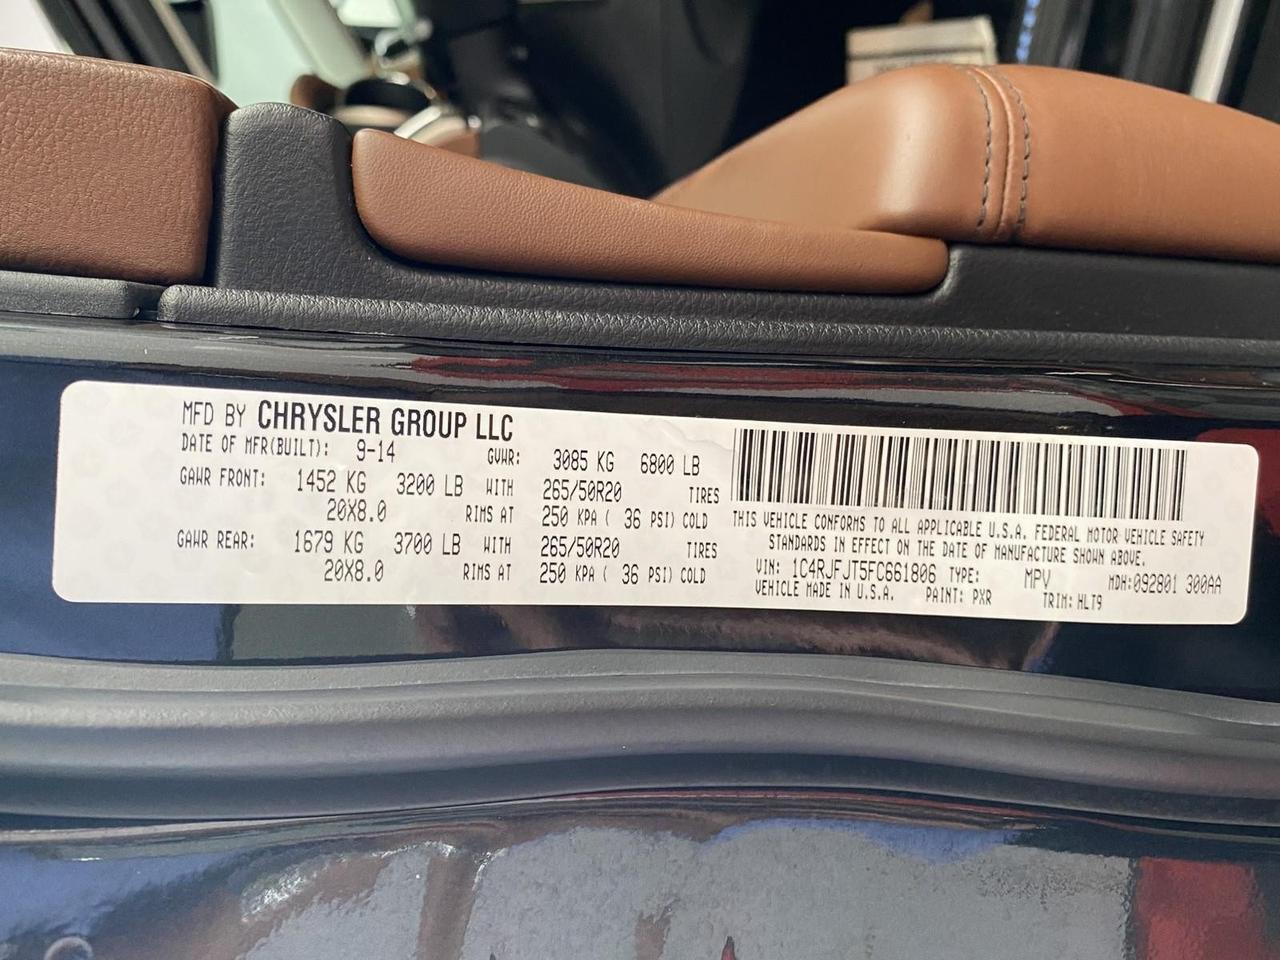 MFD BY CHRYSLER GROUP LLC
DATE OF MFR(BUILT): 9-14 GVWR: 3085 KG 6800 LB
GAWR FRONT: 1452 KG 3200 LB WITH 265/50R20 TIRES
20X8.0 RIMS AT 250 KPA ( 36 PSI) COLD
GAWR REAR: 1679 KG 3700 LB WITH 265/50R20 TIRES
20X8.0 RIMS AT 250 KPA ( 36 PSI) COLD
THIS VEHICLE CONFORMS TO ALL APPLICABLE U.S.A. FEDERAL MOTOR VEHICLE SAFETY
STANDARDS IN EFFECT ON THE DATE OF MANUFACTURE SHOWN ABOVE.
VIN: 1C4RJFJT5FC661806 TYPE: MPV MDH:092801 300AA
VEHICLE MADE IN U.S.A. PAINT: PXR TRIM: HLT9